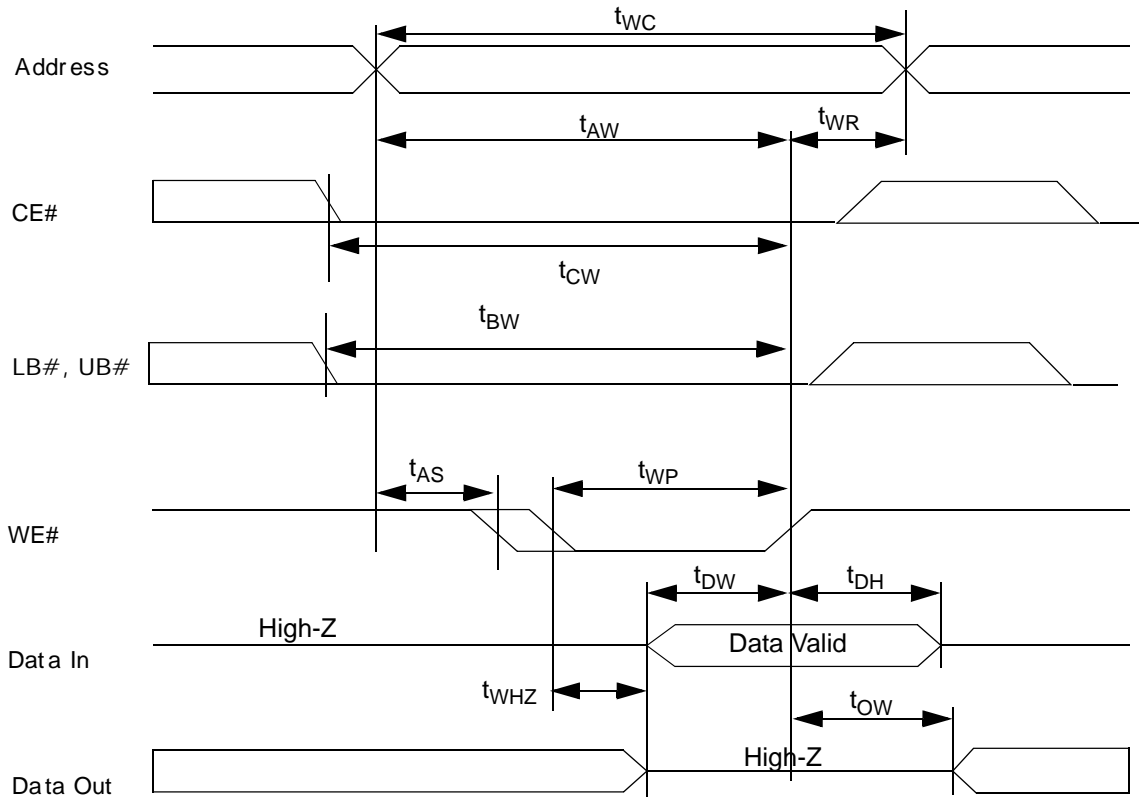 tWC
Address
tAW
tWR
CE#
tCW
tBW
LB#, UB#
tAS
tWP
WE#
tDW
tDH
High-Z
Data Valid
Data In
tWHZ
tOW
High-Z
Data Out